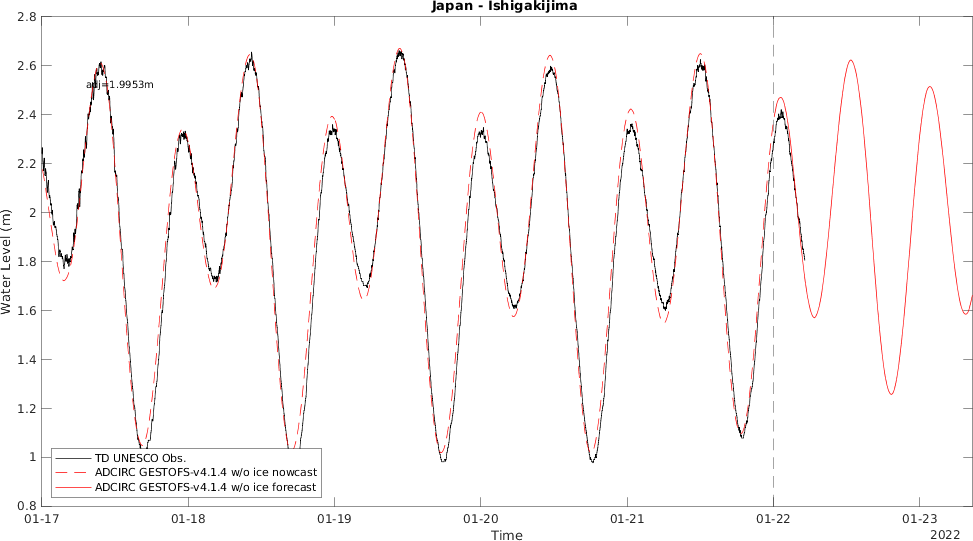 Japan - Ishigakijima
2.8
2.6
2.4
2.2
2
1.8
1.6
1.4
1.2
1
0.8
Water Level (m)
adj=1.9953m
TD UNESCO Obs.
ADCIRC GESTOFS-v4.1.4 w/o ice nowcast
ADCIRC GESTOFS-v4.1.4 w/o ice forecast
01-17 01-18 01-19 01-20 01-21 01-22 01-23
Time
2022